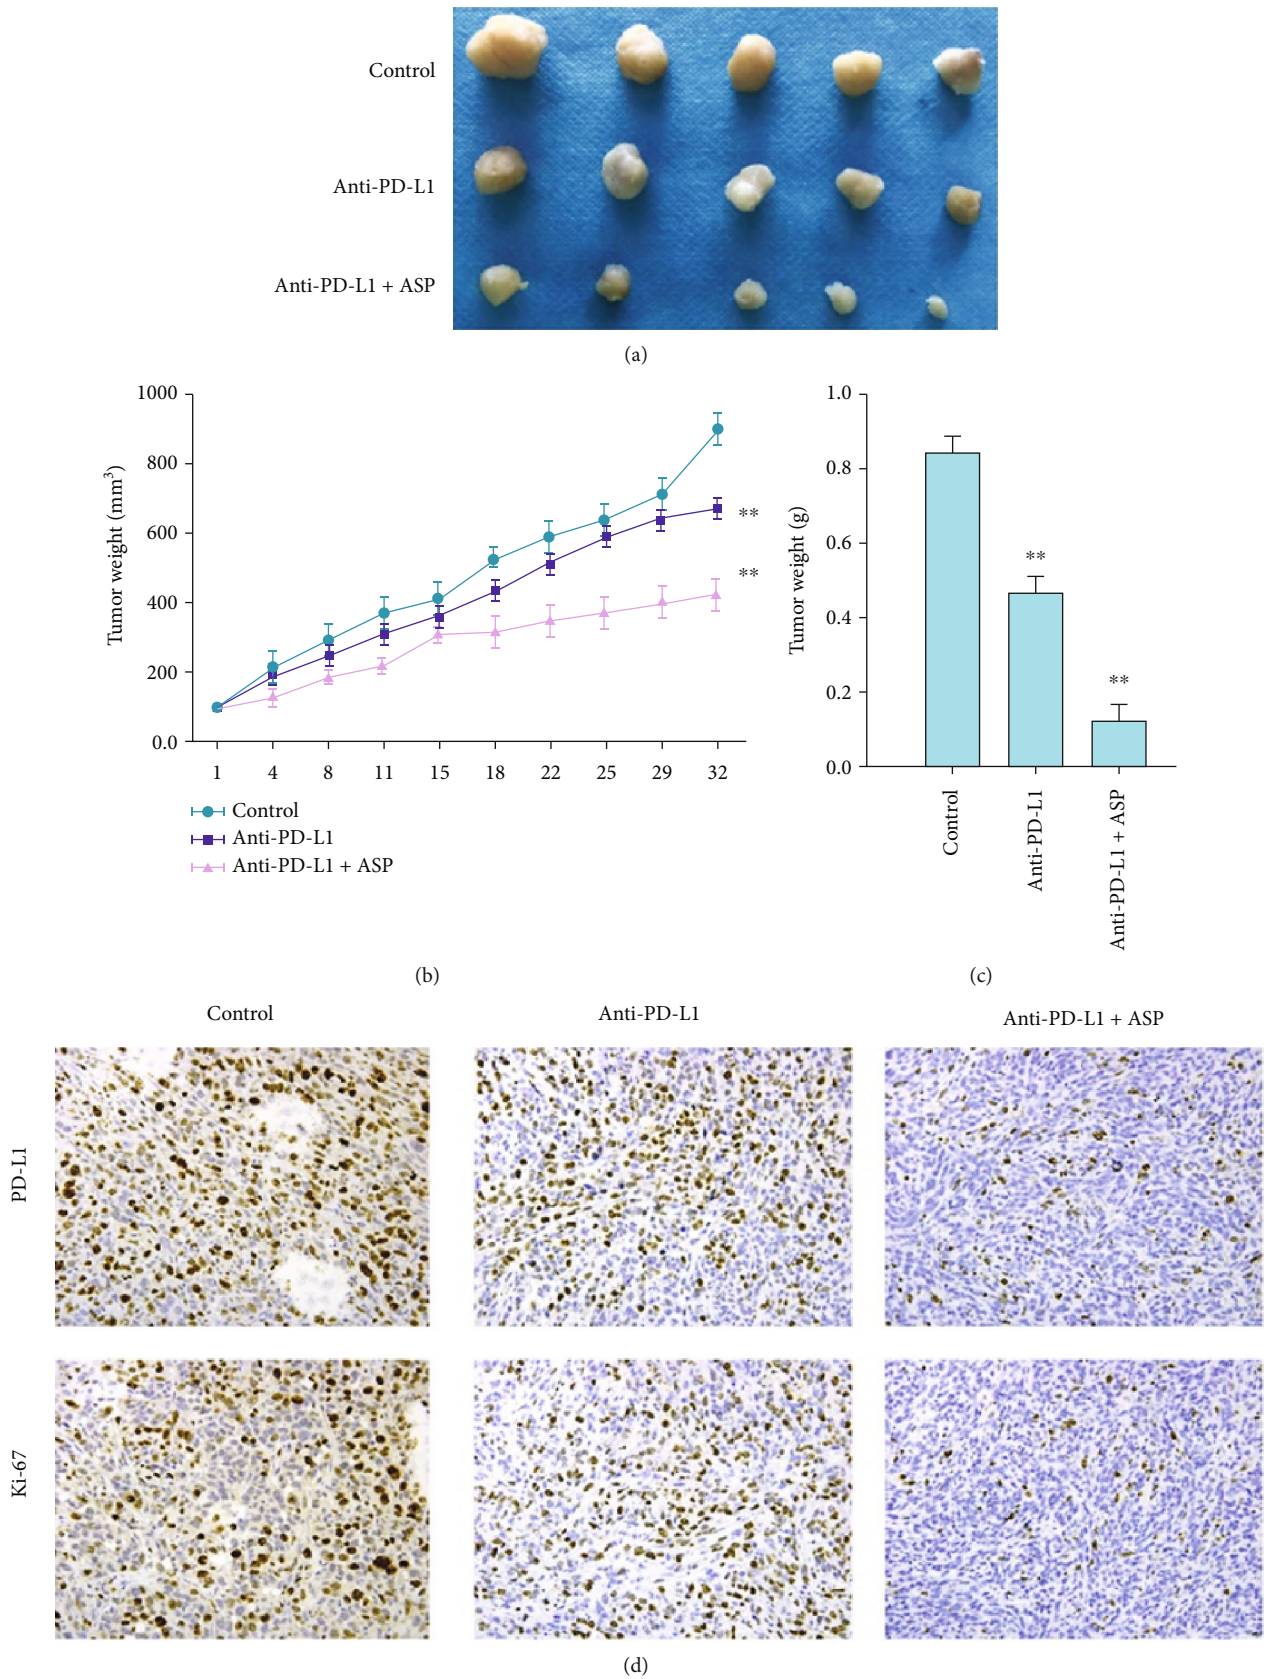 Control
Anti-PD-L1
Anti-PD-L1 + ASP
(a)
1000
800
600
400
200
0.0
Tumor weight (mm³)
**
**
1 4 8 11 15 18 22 25 29 32
Control
Anti-PD-L1
Anti-PD-L1 + ASP
(b)
1.0
0.8
0.6
0.4
0.2
0.0
Tumor weight (g)
**
**
Control
Anti-PD-L1
Anti-PD-L1 + ASP
(c)
Control Anti-PD-L1 Anti-PD-L1 + ASP
PD-L1
Ki-67
(d)